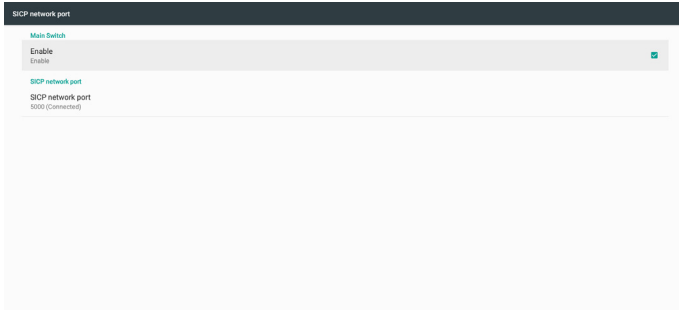 SICP network port
Main Switch
Enable
Enable
SICP network port
SICP network port
5000 (Connected)